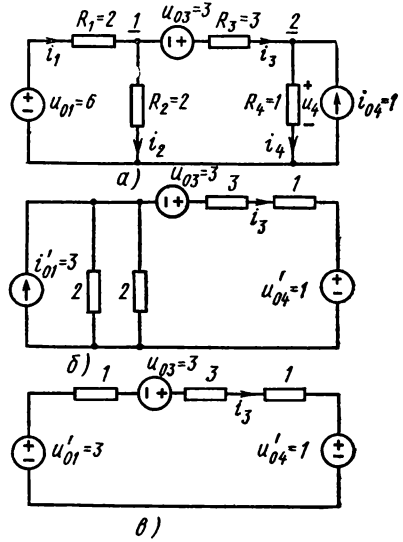 R₁=2 1 u₀₃=3 R₃=3 2
i₁ i₃
u₀₁=6 R₂=2 R₄=1 u₄ i₀₄=1
i₂ i₄
а)
u₀₃=3 3 1
i₃
i'₀₁=3 2 2 u'₀₄=1
б)
1 u₀₃=3 3 1
i₃
u'₀₁=3 u'₀₄=1
в)